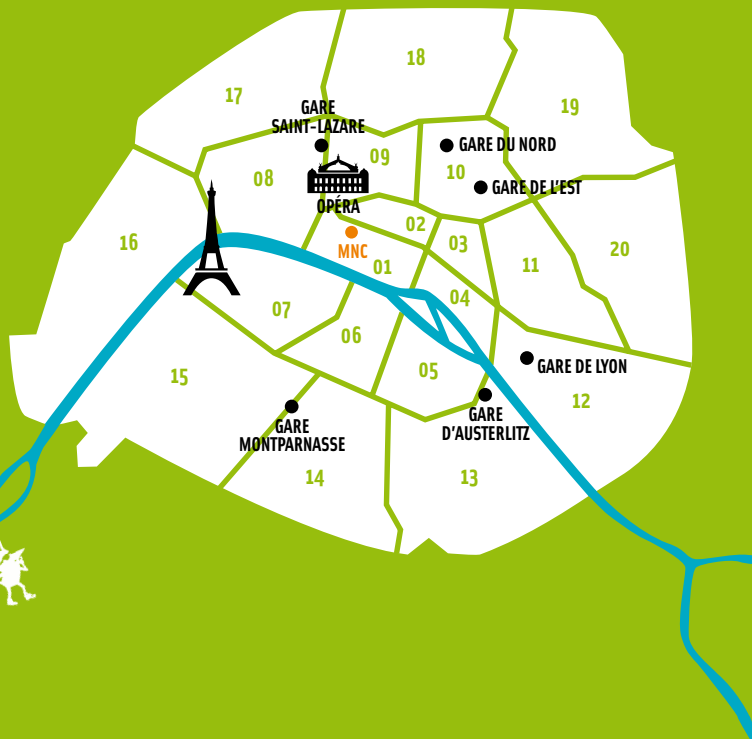 18
17
19
GARE
SAINT-LAZARE
GARE DU NORD
09
10
08
GARE DE L'EST
OPÉRA
02
03
MNC
16
01
11
20
04
07
06
GARE DE LYON
05
15
12
GARE
D'AUSTERLITZ
GARE
MONTPARNASSE
14
13